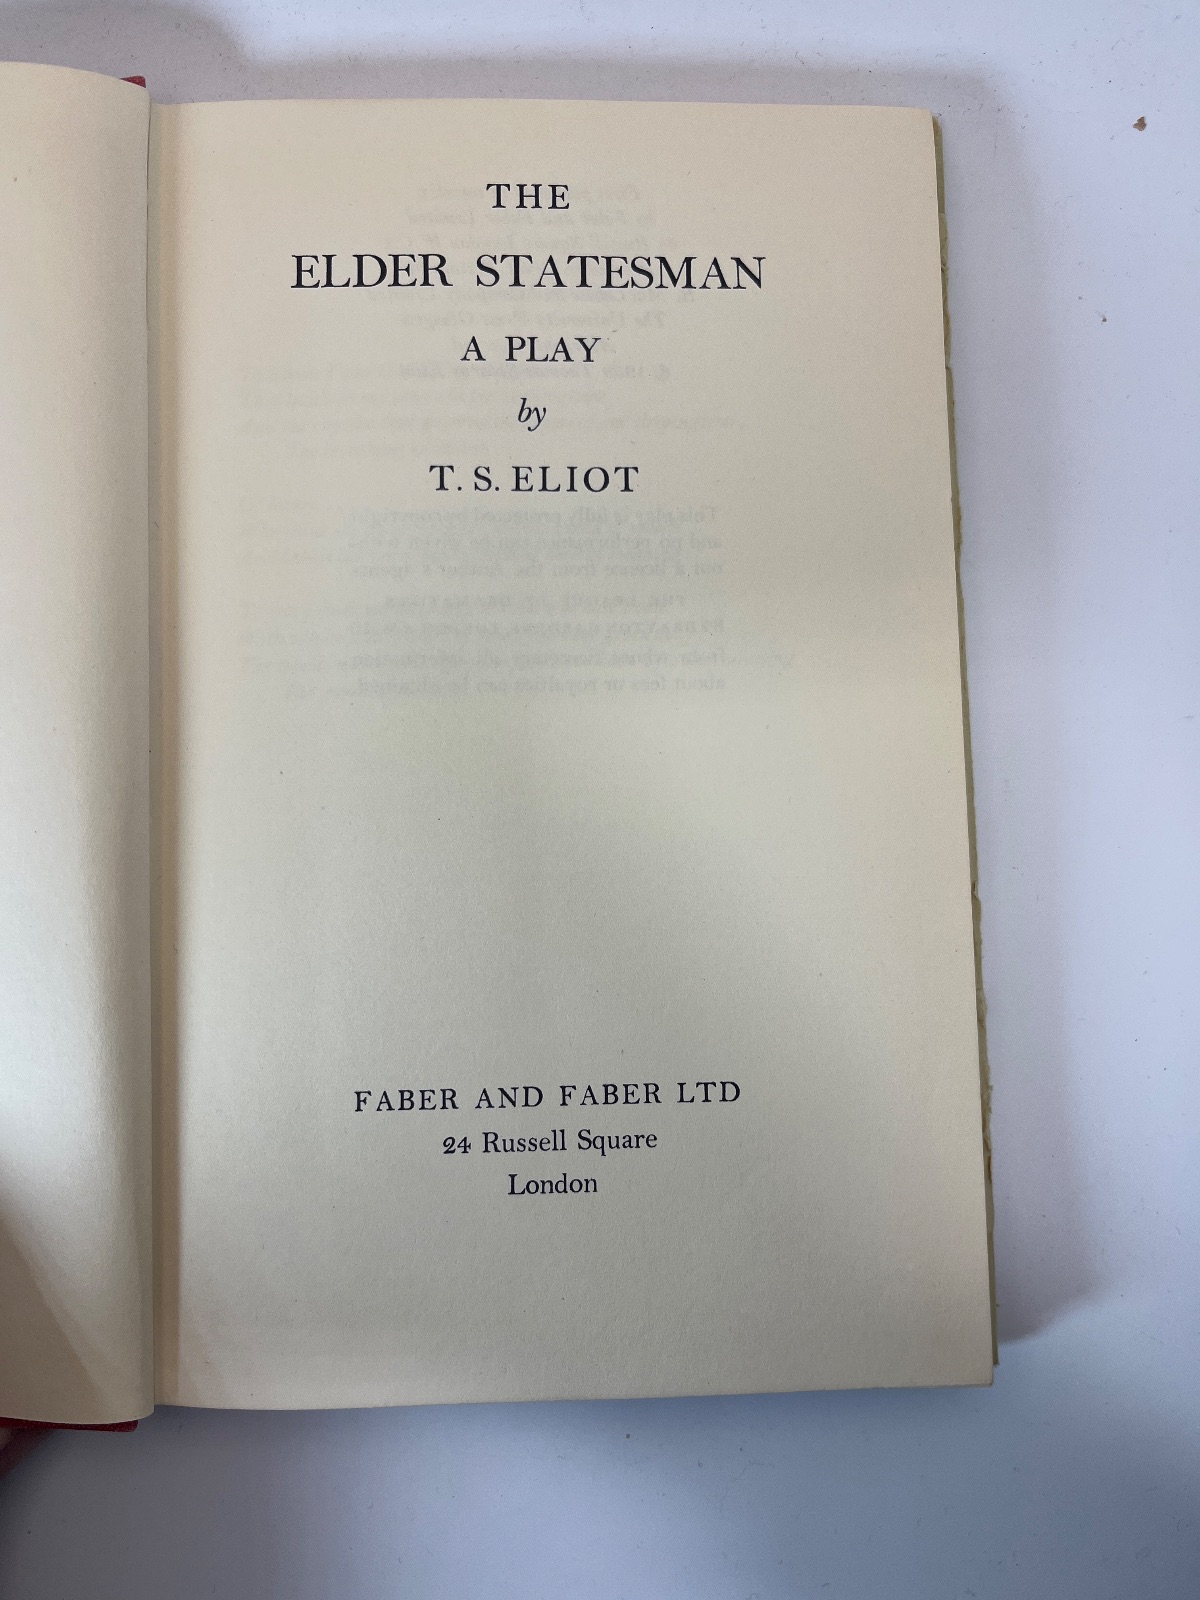 THE
ELDER STATESMAN
A PLAY
by
T. S. ELIOT
FABER AND FABER LTD
24 Russell Square
London